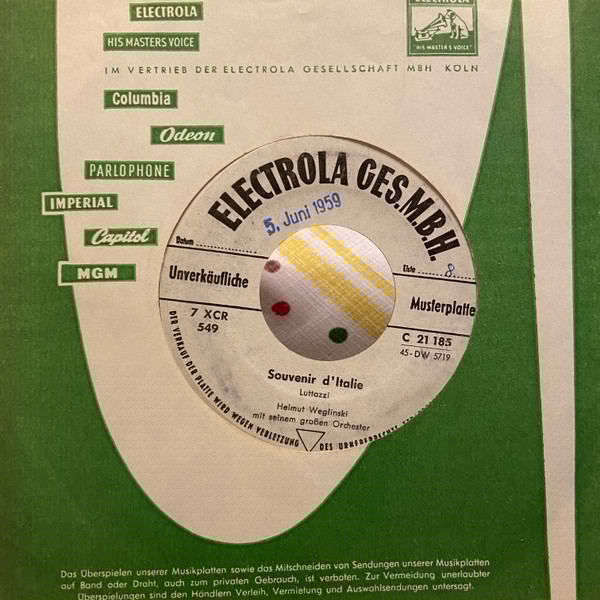 ELECTROLA
ELECTROLA
HIS MASTERS VOICE
"HIS MASTER'S VOICE"
IM VERTRIEB DER ELECTROLA GESELLSCHAFT MBH KÖLN
Columbia
Odeon
PARLOPHONE
IMPERIAL
Capitol
MGM
ELECTROLA GES.M.B.H.
5. Juni 1959
Datum
Liste 8
Unverkäufliche
Musterplatte
7 XCR
549
C 21 185
45-DW 5719
Souvenir d'Italie
Luttazzi
Helmut Weglinski
mit seinem großen Orchester
DER VERKAUF DER PLATTE WIRD WEGEN VERLETZUNG DES URHEBERRECHTS
Das Überspielen unserer Musikplatten sowie das Mitschneiden von Sendungen unserer Musikplatten
auf Band oder Draht, auch zum privaten Gebrauch, ist verboten. Zur Vermeidung unerlaubter
Überspielungen sind den Händlern Verleih, Vermietung und Auswahlsendungen untersagt.